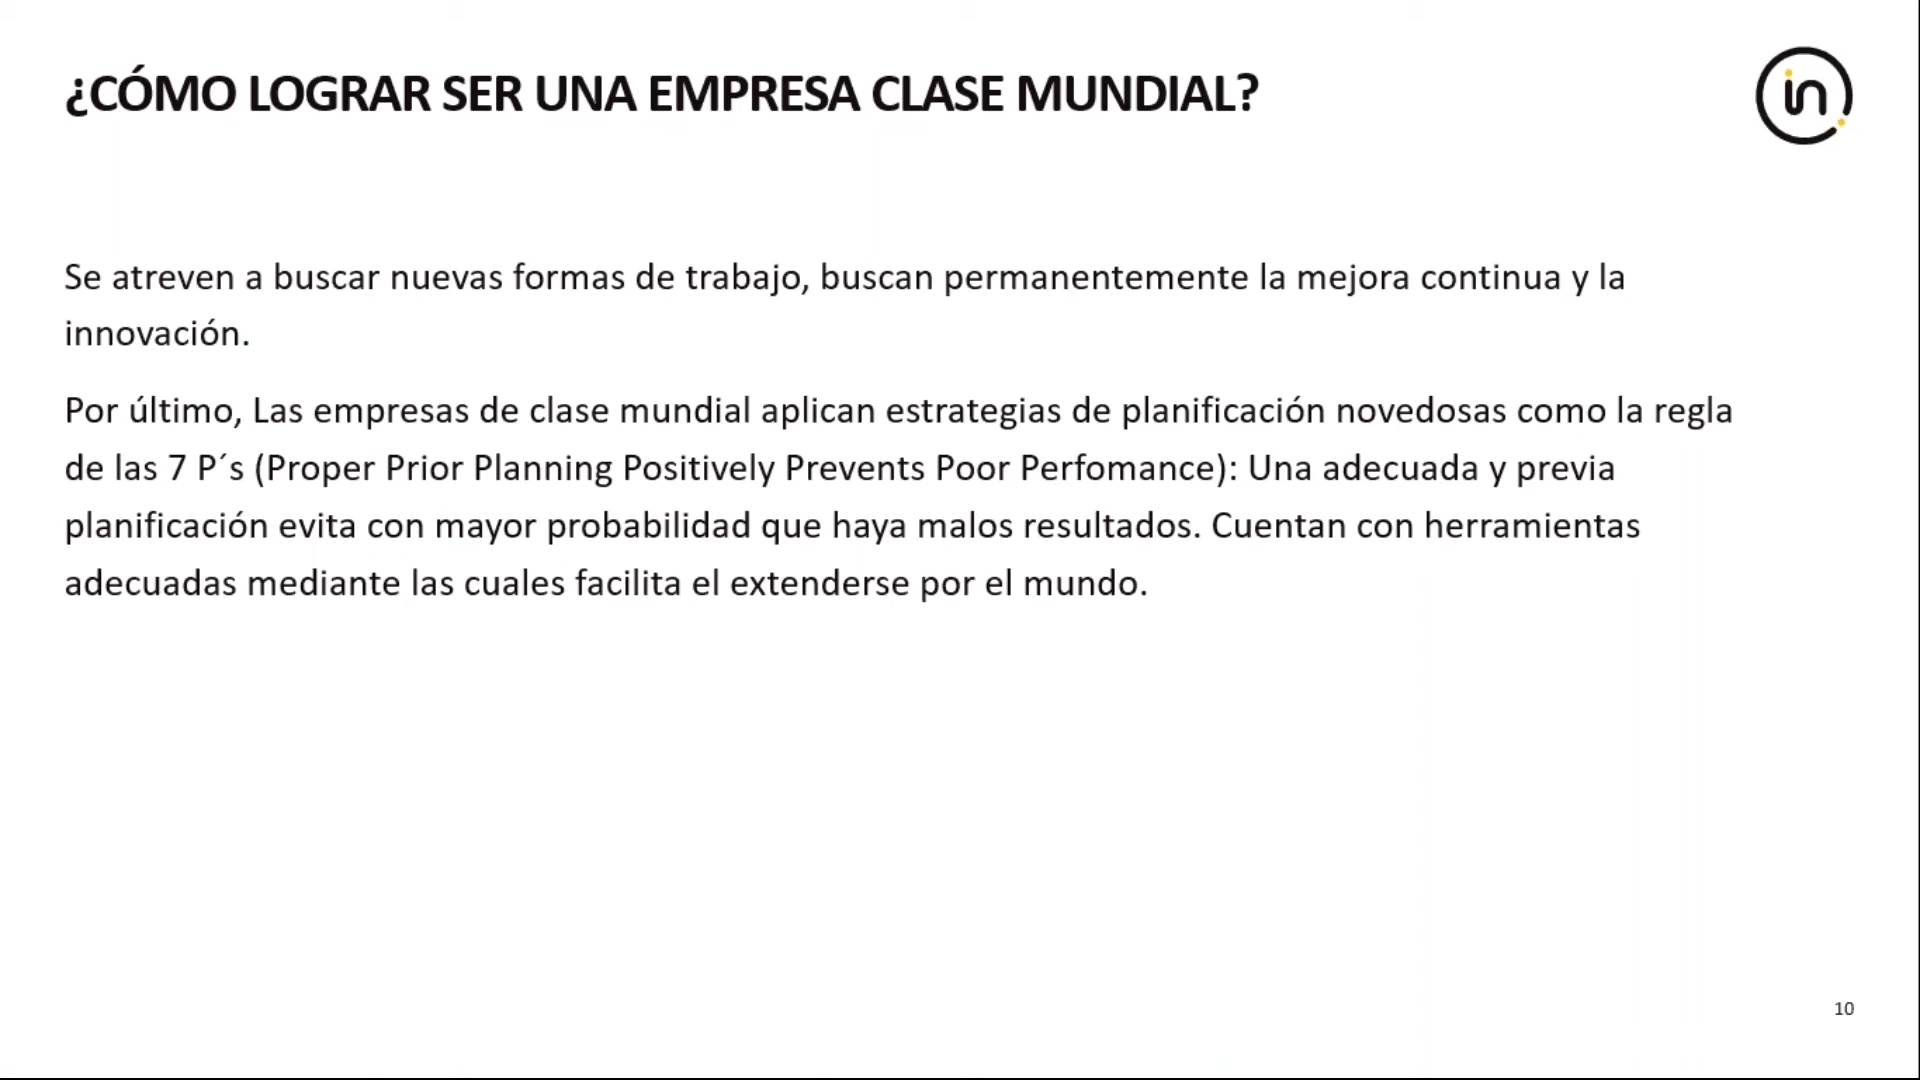 ¿CÓMO LOGRAR SER UNA EMPRESA CLASE MUNDIAL?
in
Se atreven a buscar nuevas formas de trabajo, buscan permanentemente la mejora continua y la
innovación.
Por último, Las empresas de clase mundial aplican estrategias de planificación novedosas como la regla
de las 7 P´s (Proper Prior Planning Positively Prevents Poor Perfomance): Una adecuada y previa
planificación evita con mayor probabilidad que haya malos resultados. Cuentan con herramientas
adecuadas mediante las cuales facilita el extenderse por el mundo.
10